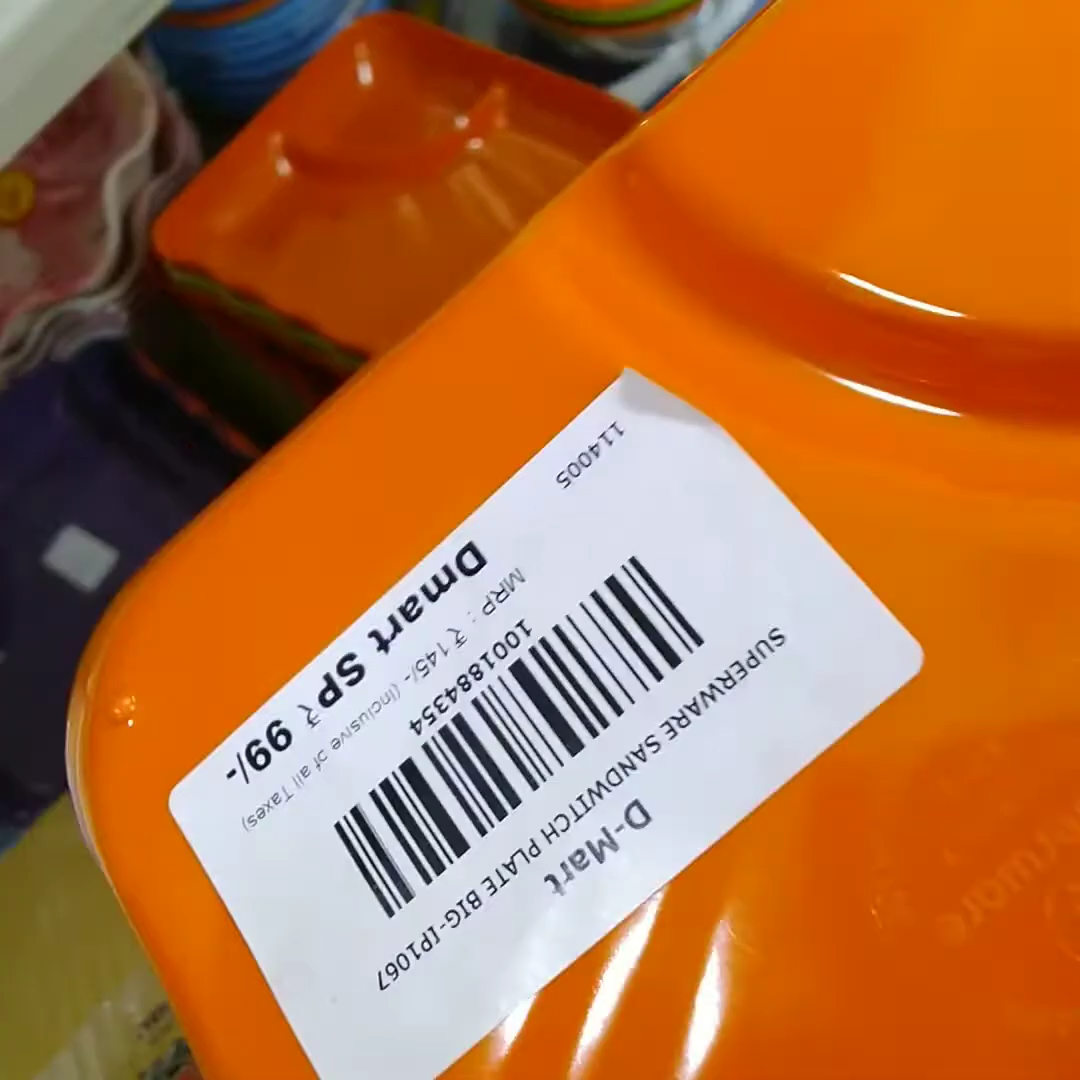 D-Mart
SUPERWARE SANDWITCH PLATE BIG-IP1067
1001884354
MRP : ₹145/- (Inclusive of all Taxes)
Dmart SP ₹ 99/-
114005